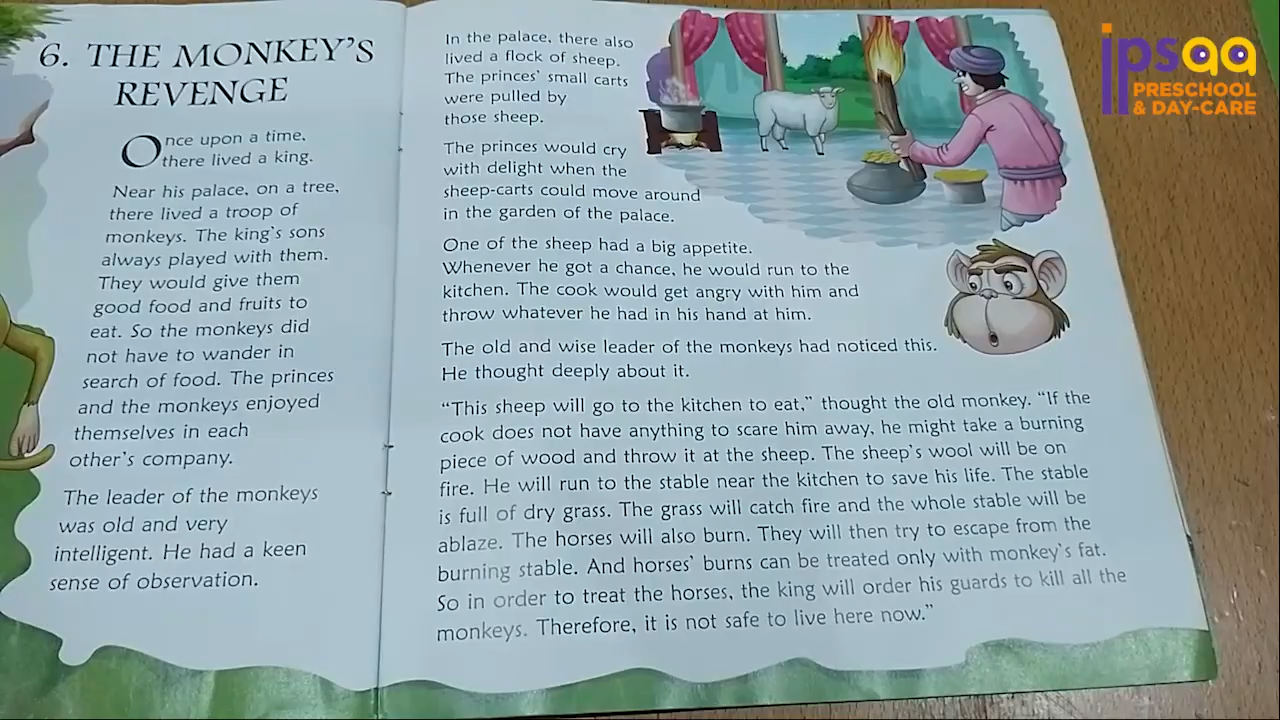 6. THE MONKEY'S
REVENGE
Once upon a time,
there lived a king.
Near his palace, on a tree,
there lived a troop of
monkeys. The king's sons
always played with them.
They would give them
good food and fruits to
eat. So the monkeys did
not have to wander in
search of food. The princes
and the monkeys enjoyed
themselves in each
other's company.
The leader of the monkeys
was old and very
intelligent. He had a keen
sense of observation.
In the palace, there also
lived a flock of sheep.
The princes' small carts
were pulled by
those sheep.
The princes would cry
with delight when the
sheep-carts could move around
in the garden of the palace.
One of the sheep had a big appetite.
Whenever he got a chance, he would run to the
kitchen. The cook would get angry with him and
throw whatever he had in his hand at him.
The old and wise leader of the monkeys had noticed this.
He thought deeply about it.
"This sheep will go to the kitchen to eat," thought the old monkey. "If the
cook does not have anything to scare him away, he might take a burning
piece of wood and throw it at the sheep. The sheep's wool will be on
fire. He will run to the stable near the kitchen to save his life. The stable
is full of dry grass. The grass will catch fire and the whole stable will be
ablaze. The horses will also burn. They will then try to escape from the
burning stable. And horses' burns can be treated only with monkey's fat.
So in order to treat the horses, the king will order his guards to kill all the
monkeys. Therefore, it is not safe to live here now."
ipsaa
PRESCHOOL
& DAY-CARE